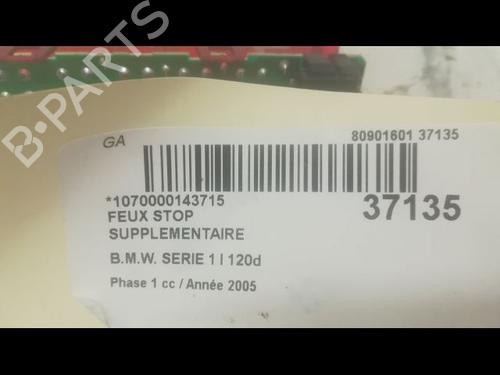 B-PARTS
GA
80901601 37135
*1070000143715
37135
FEUX STOP
SUPPLEMENTAIRE
B.M.W. SERIE 1 I 120d
Phase 1 cc / Année 2005